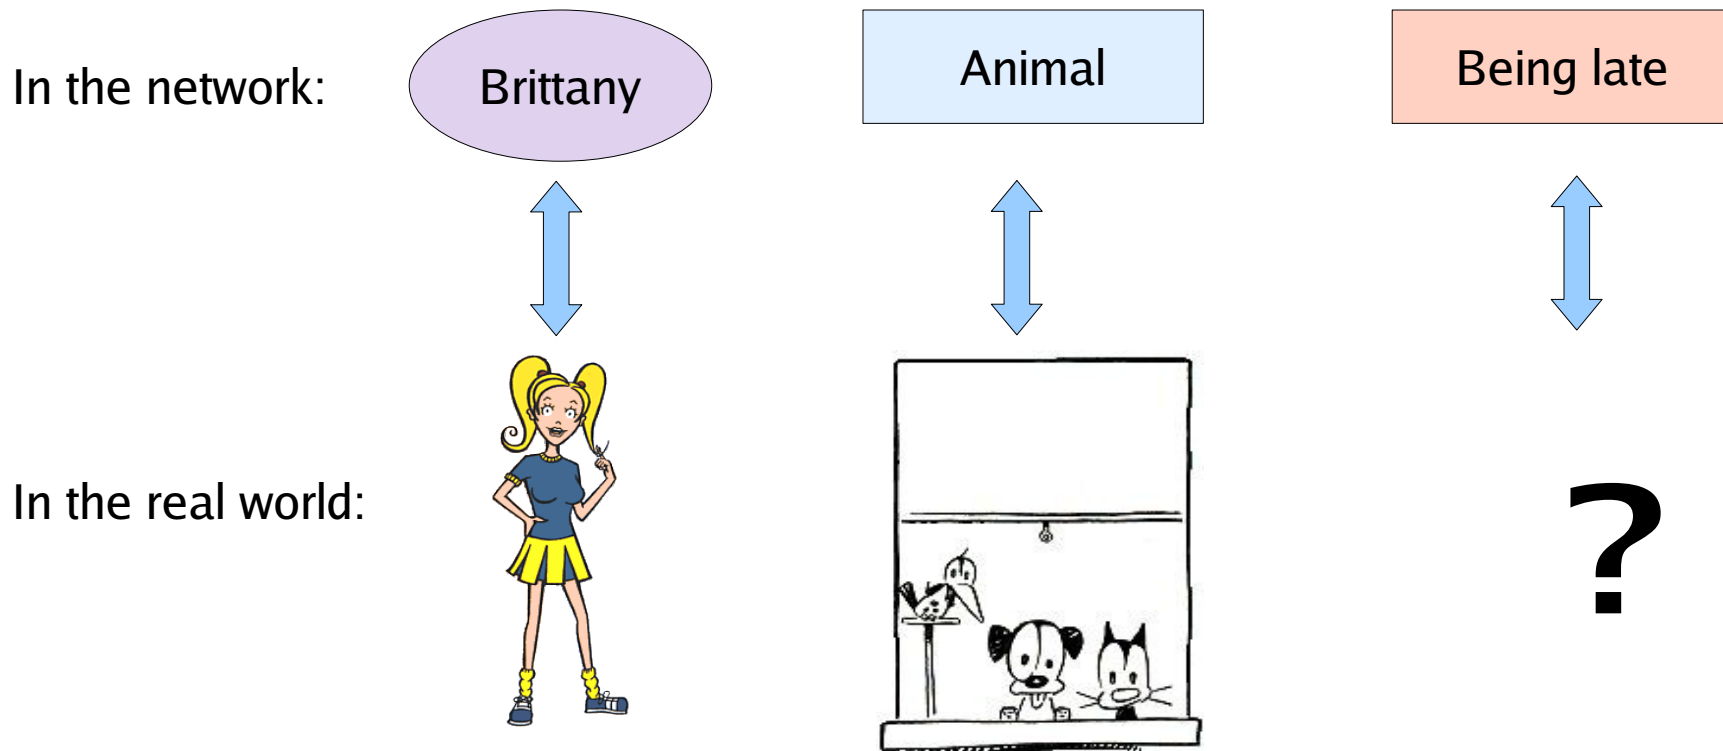 In the network:
Brittany
Animal
Being late
In the real world:
?